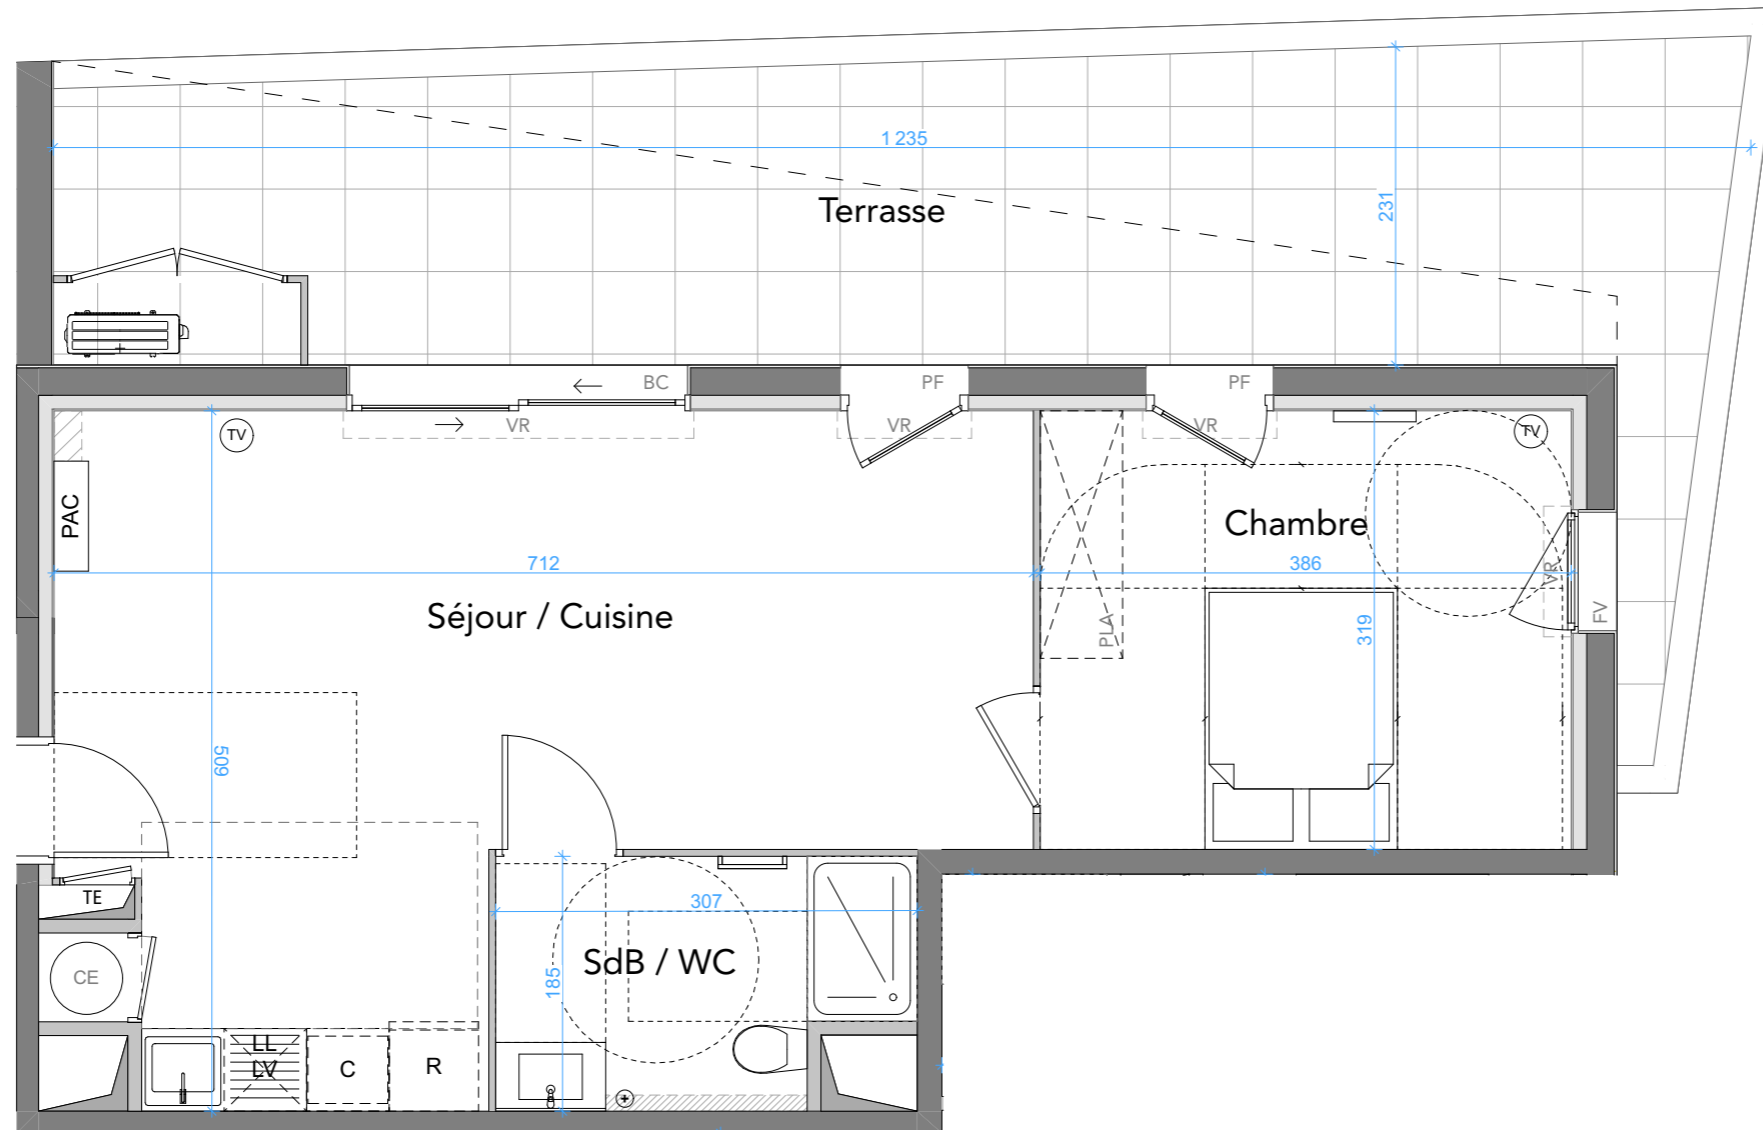 1 235
231
Terrasse
BC
PF
PF
VR
VR
VR
TV
TV
PAC
Chambre
712
386
VR
FV
Séjour / Cuisine
PLA
319
509
TE
307
CE
SdB / WC
185
LL
LV
C
R